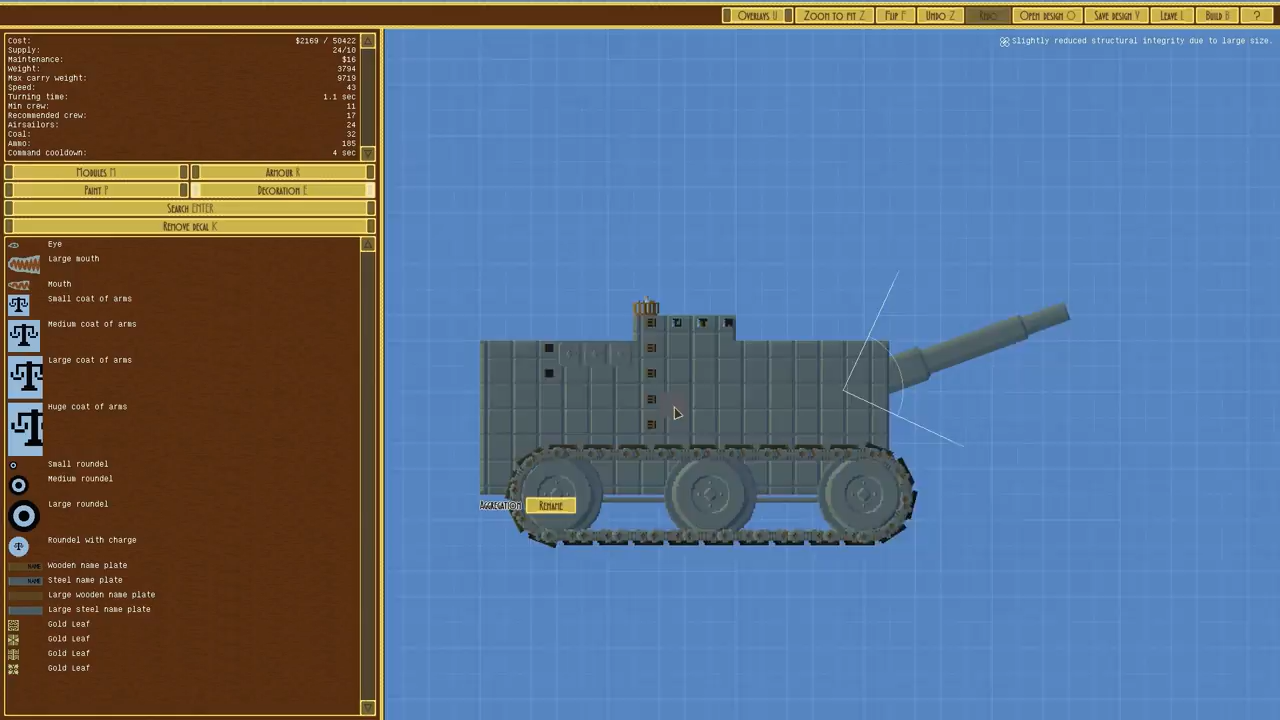 Overlays U
Zoom to fit Z
Flip F
Undo Z
Redo
Open design O
Save design V
Leave L
Build B
?
Cost: $2169 / 50422
Supply: 24/10
Maintenance: $16
Weight: 3794
Max carry weight: 9719
Speed: 43
Turning time: 1.1 sec
Min crew: 11
Recommended crew: 17
Airsailors: 24
Coal: 32
Ammo: 185
Command cooldown: 4 sec
Slightly reduced structural integrity due to large size.
Modules M
Armour R
Paint P
Decoration E
Search ENTER
Remove decal K
Eye
Large mouth
Mouth
Small coat of arms
Medium coat of arms
Large coat of arms
Huge coat of arms
Small roundel
Medium roundel
Large roundel
Roundel with charge
NAME Wooden name plate
NAME Steel name plate
Large wooden name plate
Large steel name plate
Gold Leaf
Gold Leaf
Gold Leaf
Gold Leaf
Aggregation
Rename